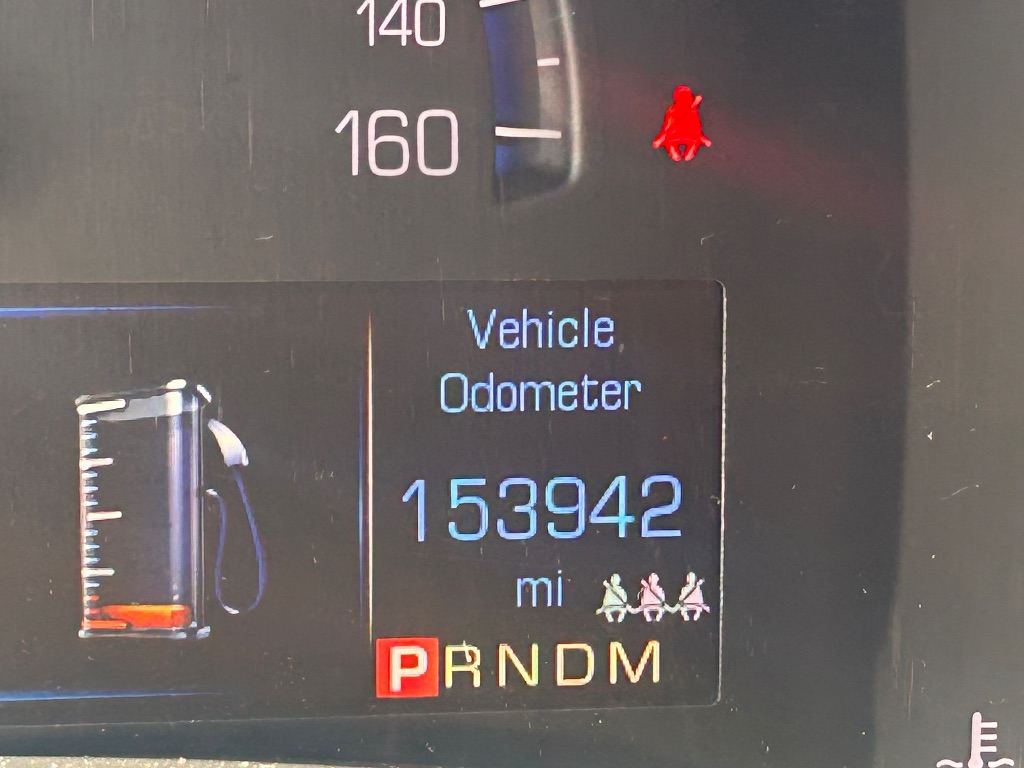 140
160
Vehicle
Odometer
153942
mi
PRNDM